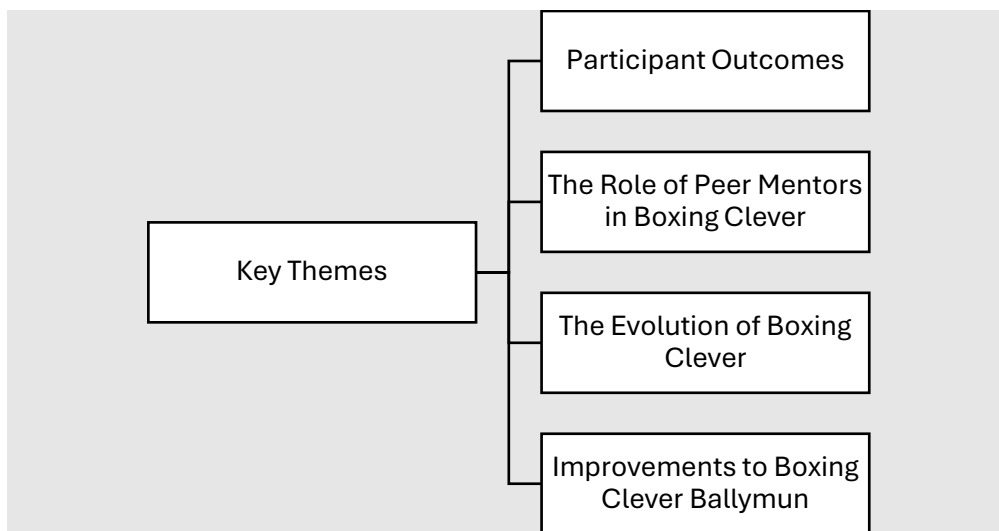 Participant Outcomes
The Role of Peer Mentors
in Boxing Clever
Key Themes
The Evolution of Boxing
Clever
Improvements to Boxing
Clever Ballymun